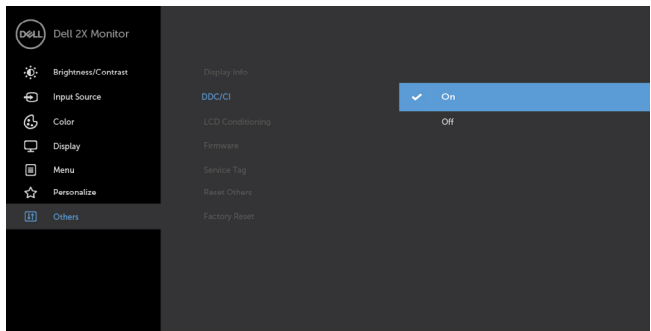 DELL Dell 2X Monitor
Brightness/Contrast Display Info
Input Source DDC/CI On
Color LCD Conditioning Off
Display Firmware
Menu Service Tag
Personalize Reset Others
Others Factory Reset